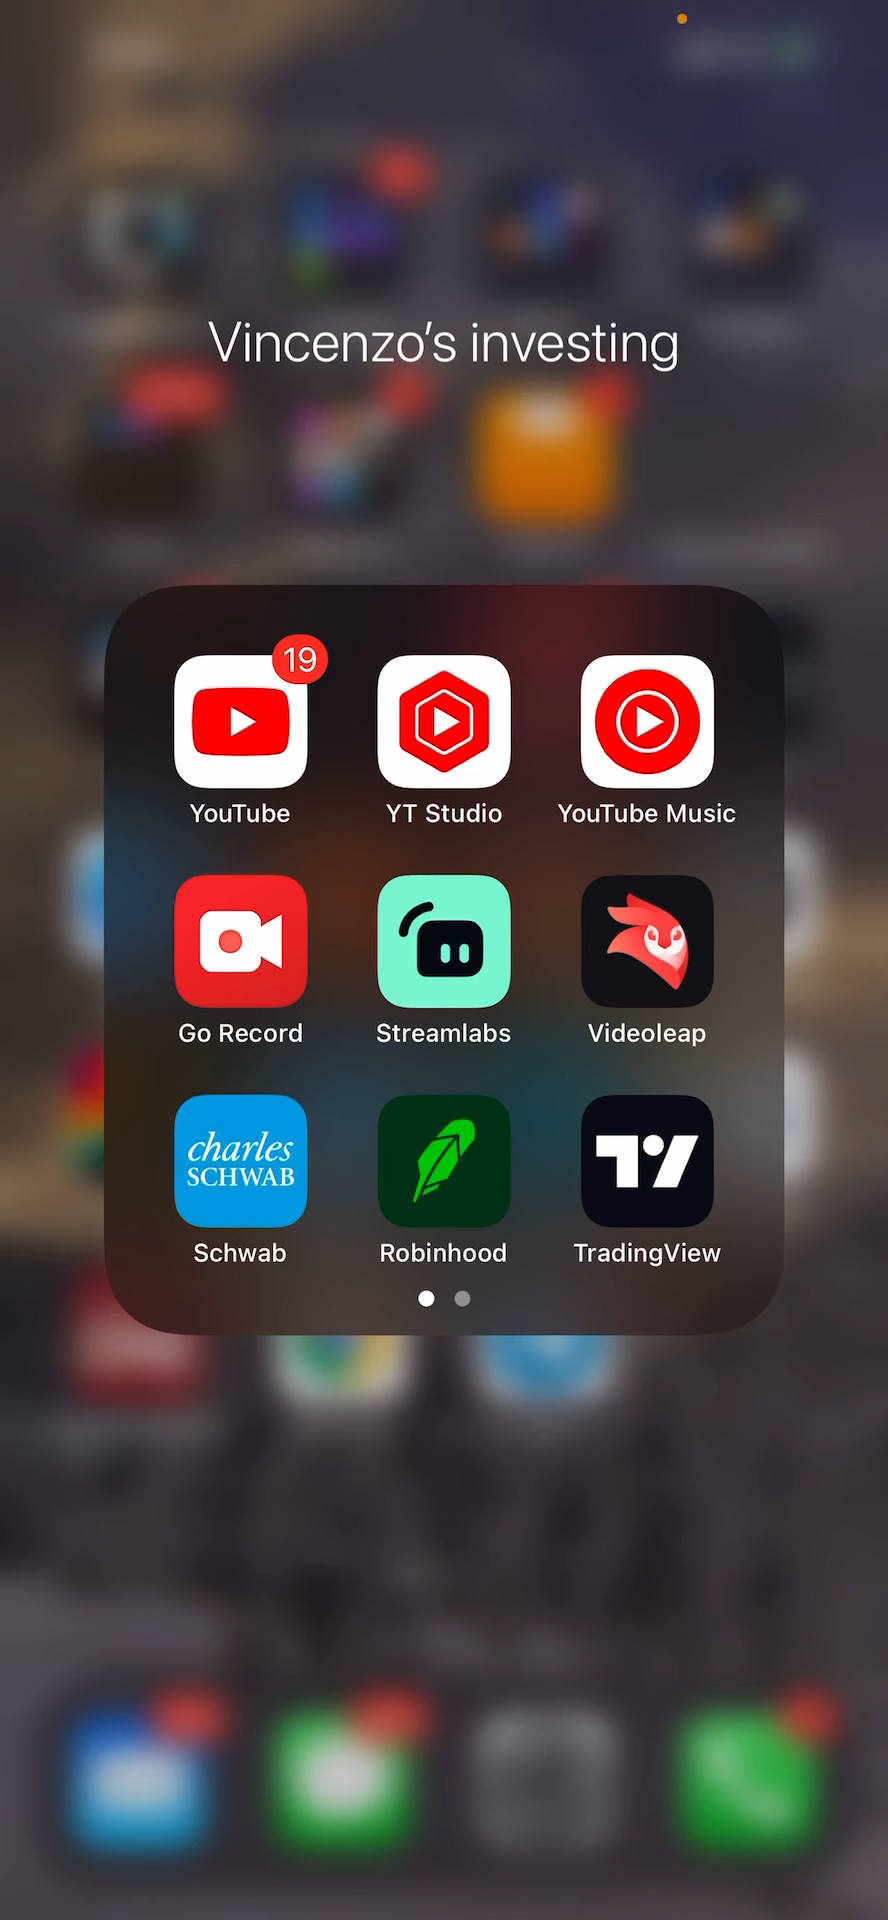 Vincenzo’s investing
19
YouTube
YT Studio
YouTube Music
Go Record
Streamlabs
Videoleap
charles
SCHWAB
Schwab
Robinhood
TradingView